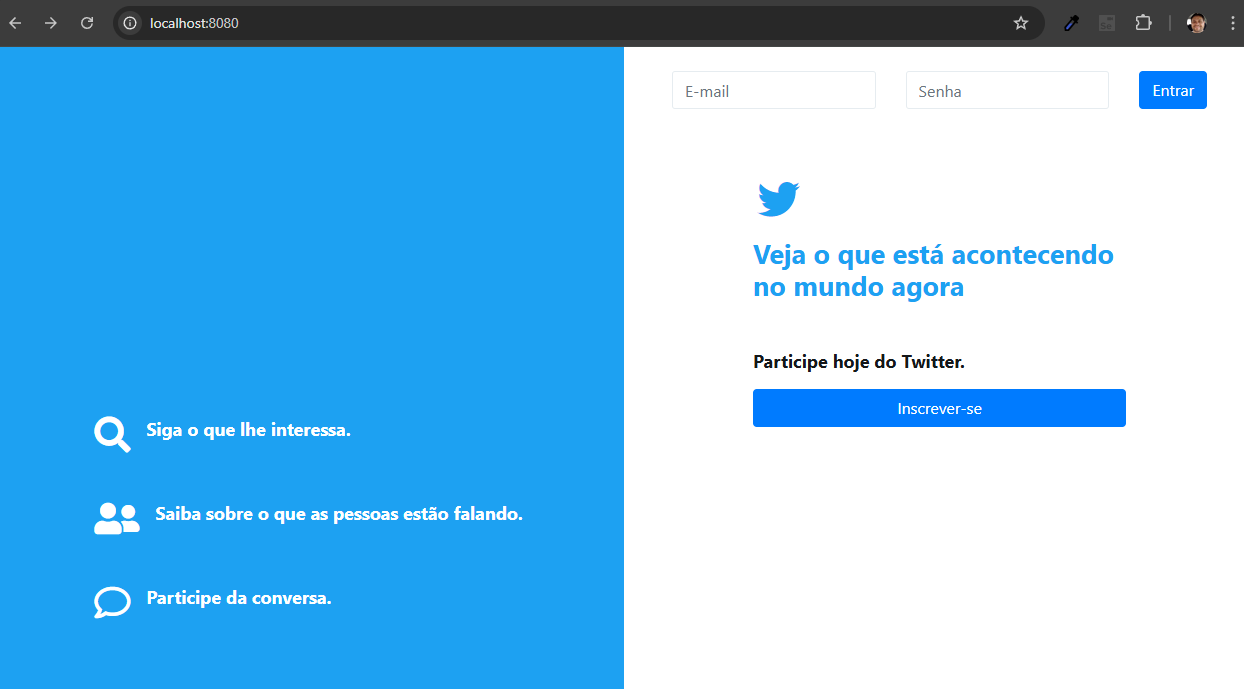 localhost:8080
E-mail
Senha
Entrar
Veja o que está acontecendo
no mundo agora
Participe hoje do Twitter.
Inscrever-se
Siga o que lhe interessa.
Saiba sobre o que as pessoas estão falando.
Participe da conversa.